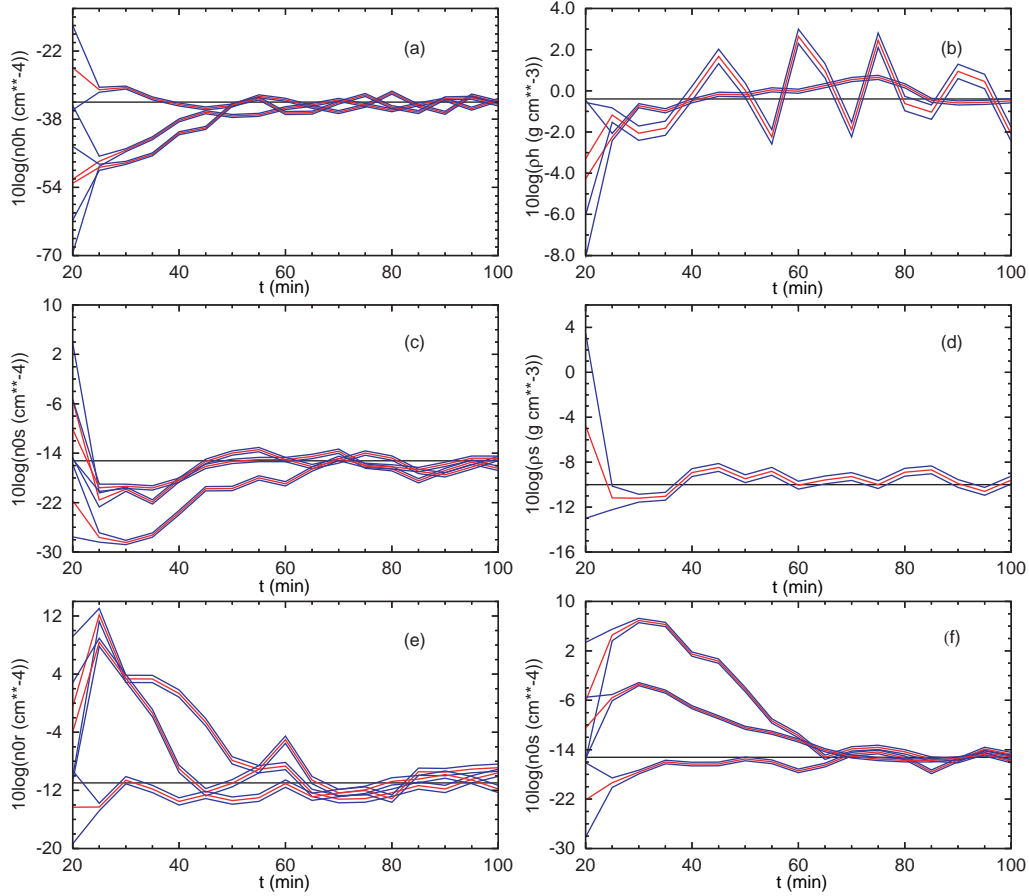 (a)
10log(n0h (cm**-4))
-22
-38
-54
-70
20 40 60 80 100
t (min)
(b)
10log(ρh (g cm**-3))
4.0
2.0
0.0
-2.0
-4.0
-6.0
8.0
20 40 60 80 100
t (min)
(c)
10log(n0s (cm**-4))
10
2
-6
-14
-22
-30
20 40 60 80 100
t (min)
(d)
10log(ρs (g cm**-3))
4
0
-4
-8
-12
-16
20 40 60 80 100
t (min)
(e)
10log(n0r (cm**-4))
12
4
-4
-12
-20
20 40 60 80 100
t (min)
(f)
10log(n0s (cm**-4))
10
2
-6
-14
-22
-30
20 40 60 80 100
t (min)